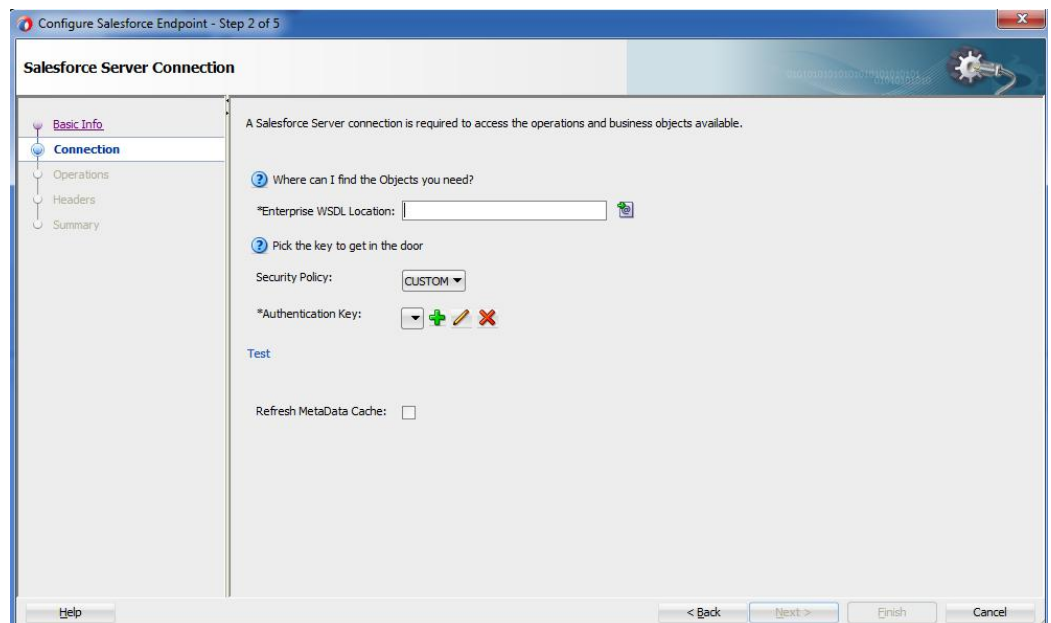 Configure Salesforce Endpoint - Step 2 of 5
Salesforce Server Connection
Basic Info
Connection
Operations
Headers
Summary
A Salesforce Server connection is required to access the operations and business objects available.
Where can I find the Objects you need?
*Enterprise WSDL Location:
Pick the key to get in the door
Security Policy: CUSTOM
*Authentication Key:
Test
Refresh MetaData Cache:
Help < Back Next > Finish Cancel